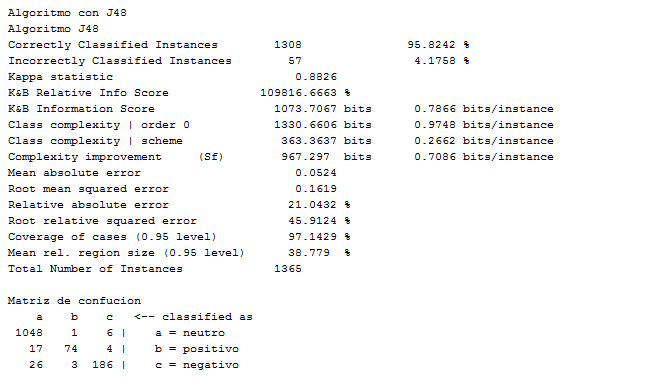 Algoritmo con J48
Algoritmo J48
Correctly Classified Instances 1308 95.8242 %
Incorrectly Classified Instances 57 4.1758 %
Kappa statistic 0.8826
K&B Relative Info Score 109816.6663 %
K&B Information Score 1073.7067 bits 0.7866 bits/instance
Class complexity | order 0 1330.6606 bits 0.9748 bits/instance
Class complexity | scheme 363.3637 bits 0.2662 bits/instance
Complexity improvement (Sf) 967.297 bits 0.7086 bits/instance
Mean absolute error 0.0524
Root mean squared error 0.1619
Relative absolute error 21.0432 %
Root relative squared error 45.9124 %
Coverage of cases (0.95 level) 97.1429 %
Mean rel. region size (0.95 level) 38.779 %
Total Number of Instances 1365
Matriz de confucion
a b c <-- classified as
1048 1 6 | a = neutro
17 74 4 | b = positivo
26 3 186 | c = negativo